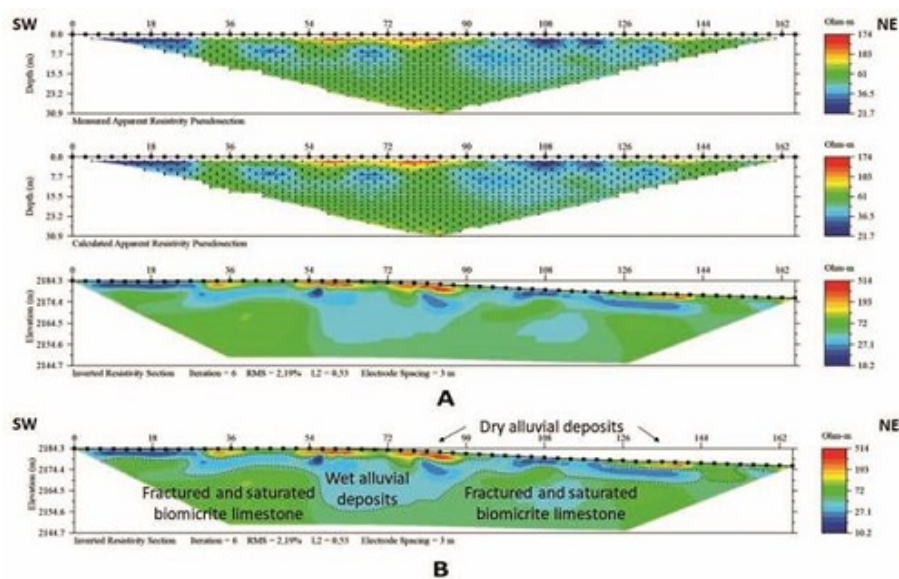 SW NE
0 18 36 54 72 90 108 126 144 162 Ohm-m
0.0 174
7.7 103
15.5 61
23.2 36.5
30.9 21.7
Depth (m)
Measured Apparent Resistivity Pseudosection
0 18 36 54 72 90 108 126 144 162 Ohm-m
0.0 174
7.7 103
15.5 61
23.2 36.5
30.9 21.7
Depth (m)
Calculated Apparent Resistivity Pseudosection
0 18 36 54 72 90 108 126 144 162 Ohm-m
2184.3 514
2174.4 193
2164.5 72
2154.6 27.1
2144.7 10.2
Elevation (m)
Inverted Resistivity Section Iteration = 6 RMS = 2,19% L2 = 0,53 Electrode Spacing = 3 m
A
SW NE
Dry alluvial deposits
0 18 36 54 72 90 108 126 144 162 Ohm-m
2184.3 514
2174.4 193
2164.5 72
2154.6 27.1
2144.7 10.2
Elevation (m)
Wet alluvial
deposits
Fractured and saturated
biomicrite limestone
Fractured and saturated
biomicrite limestone
Inverted Resistivity Section Iteration = 6 RMS = 2,19% L2 = 0,53 Electrode Spacing = 3 m
B